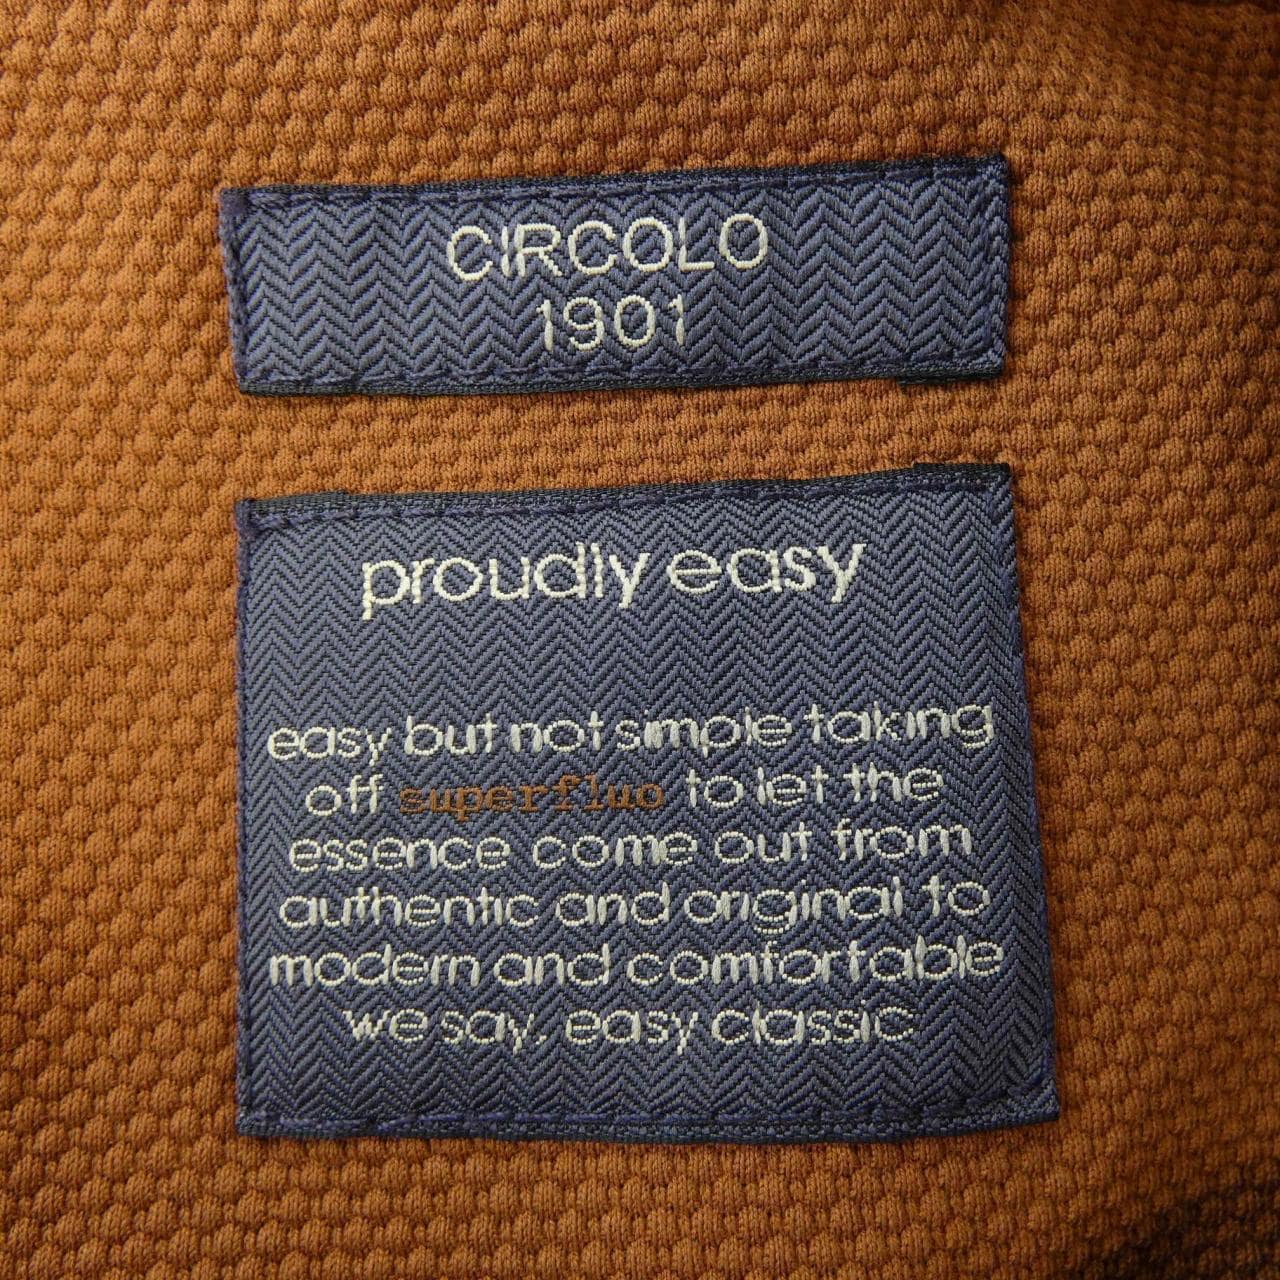 CIRCOLO
1901
proudly easy
easy but not simple taking
off superfluo to let the
essence come out from
authentic and original to
modern and comfortable
we say, easy classic